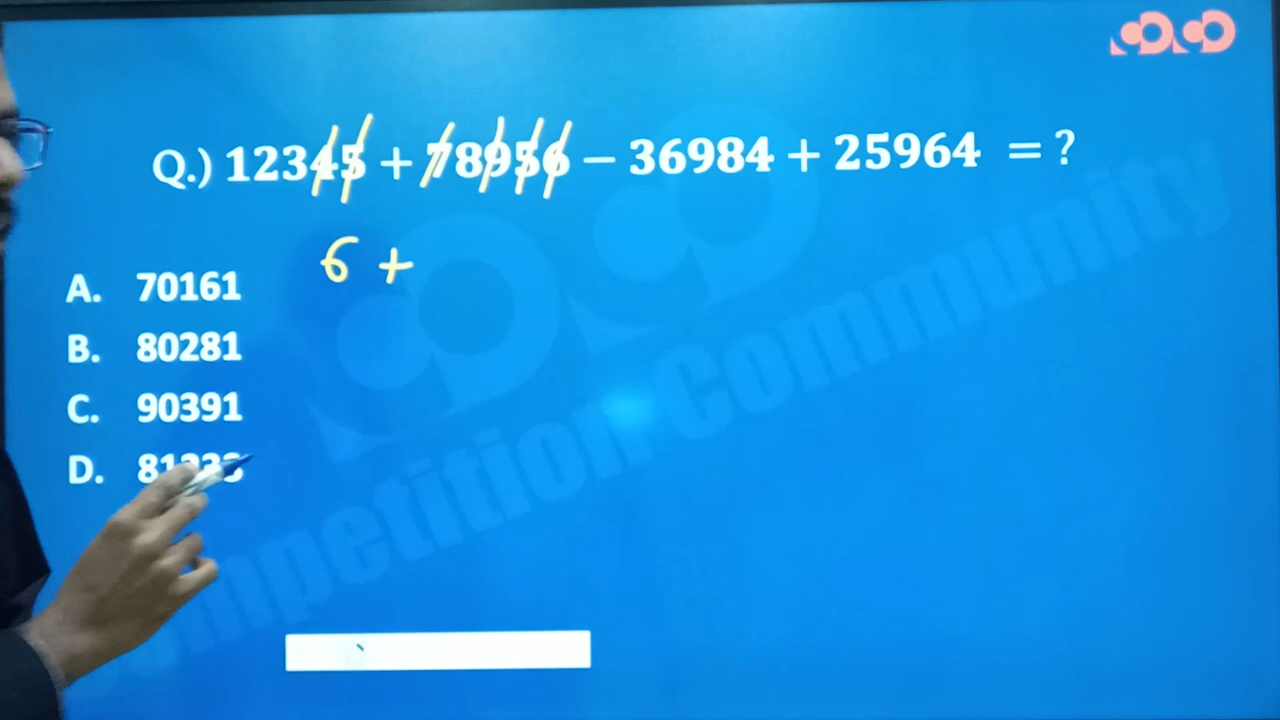 Q.) 12345 + 78956 − 36984 + 25964 = ?
6 +
A. 70161
B. 80281
C. 90391
D.
Competition Community